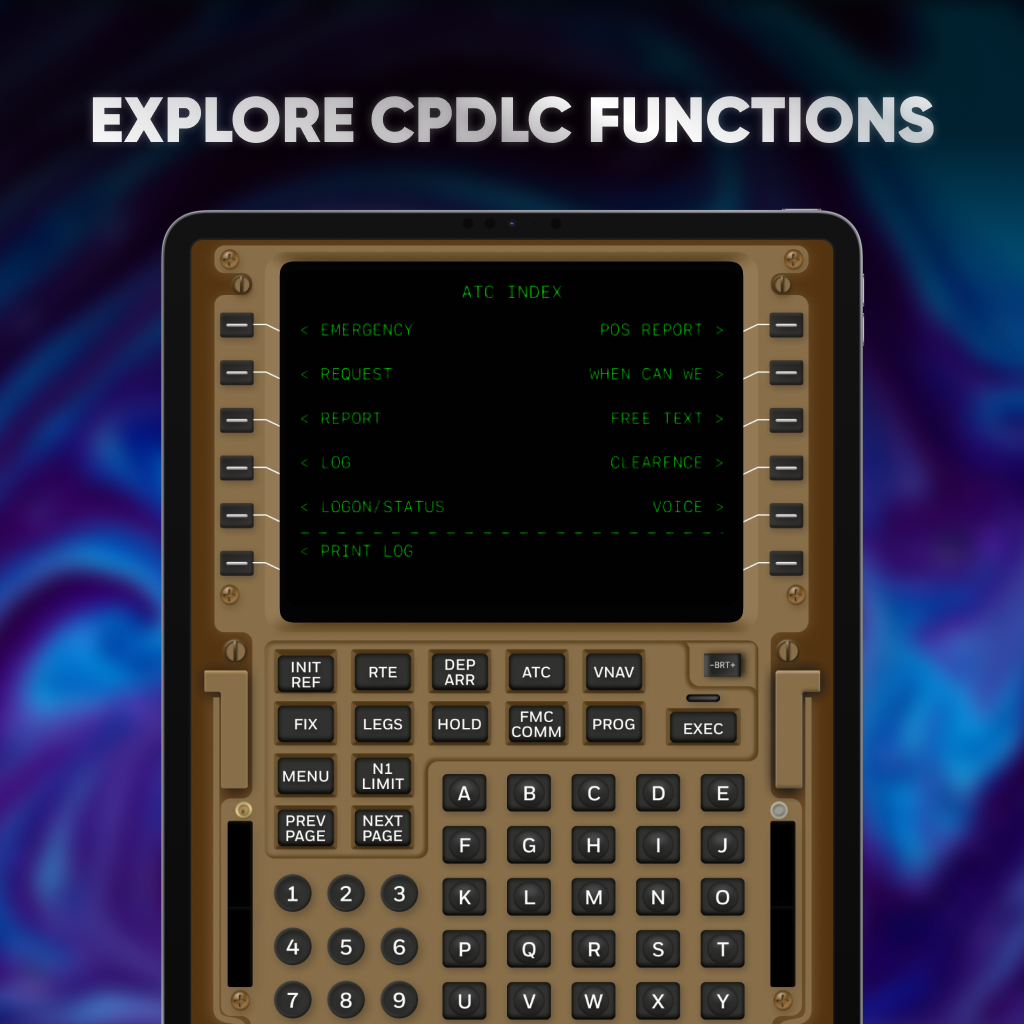 EXPLORE CPDLC FUNCTIONS
ATC INDEX
< EMERGENCY POS REPORT >
< REQUEST WHEN CAN WE >
< REPORT FREE TEXT >
< LOG CLEARENCE >
< LOGON/STATUS VOICE >
< PRINT LOG
-BRT+
INIT REF RTE DEP ARR ATC VNAV
FIX LEGS HOLD FMC COMM PROG EXEC
MENU N1 LIMIT
PREV PAGE NEXT PAGE
A B C D E
F G H I J
1 2 3 K L M N O
4 5 6 P Q R S T
7 8 9 U V W X Y